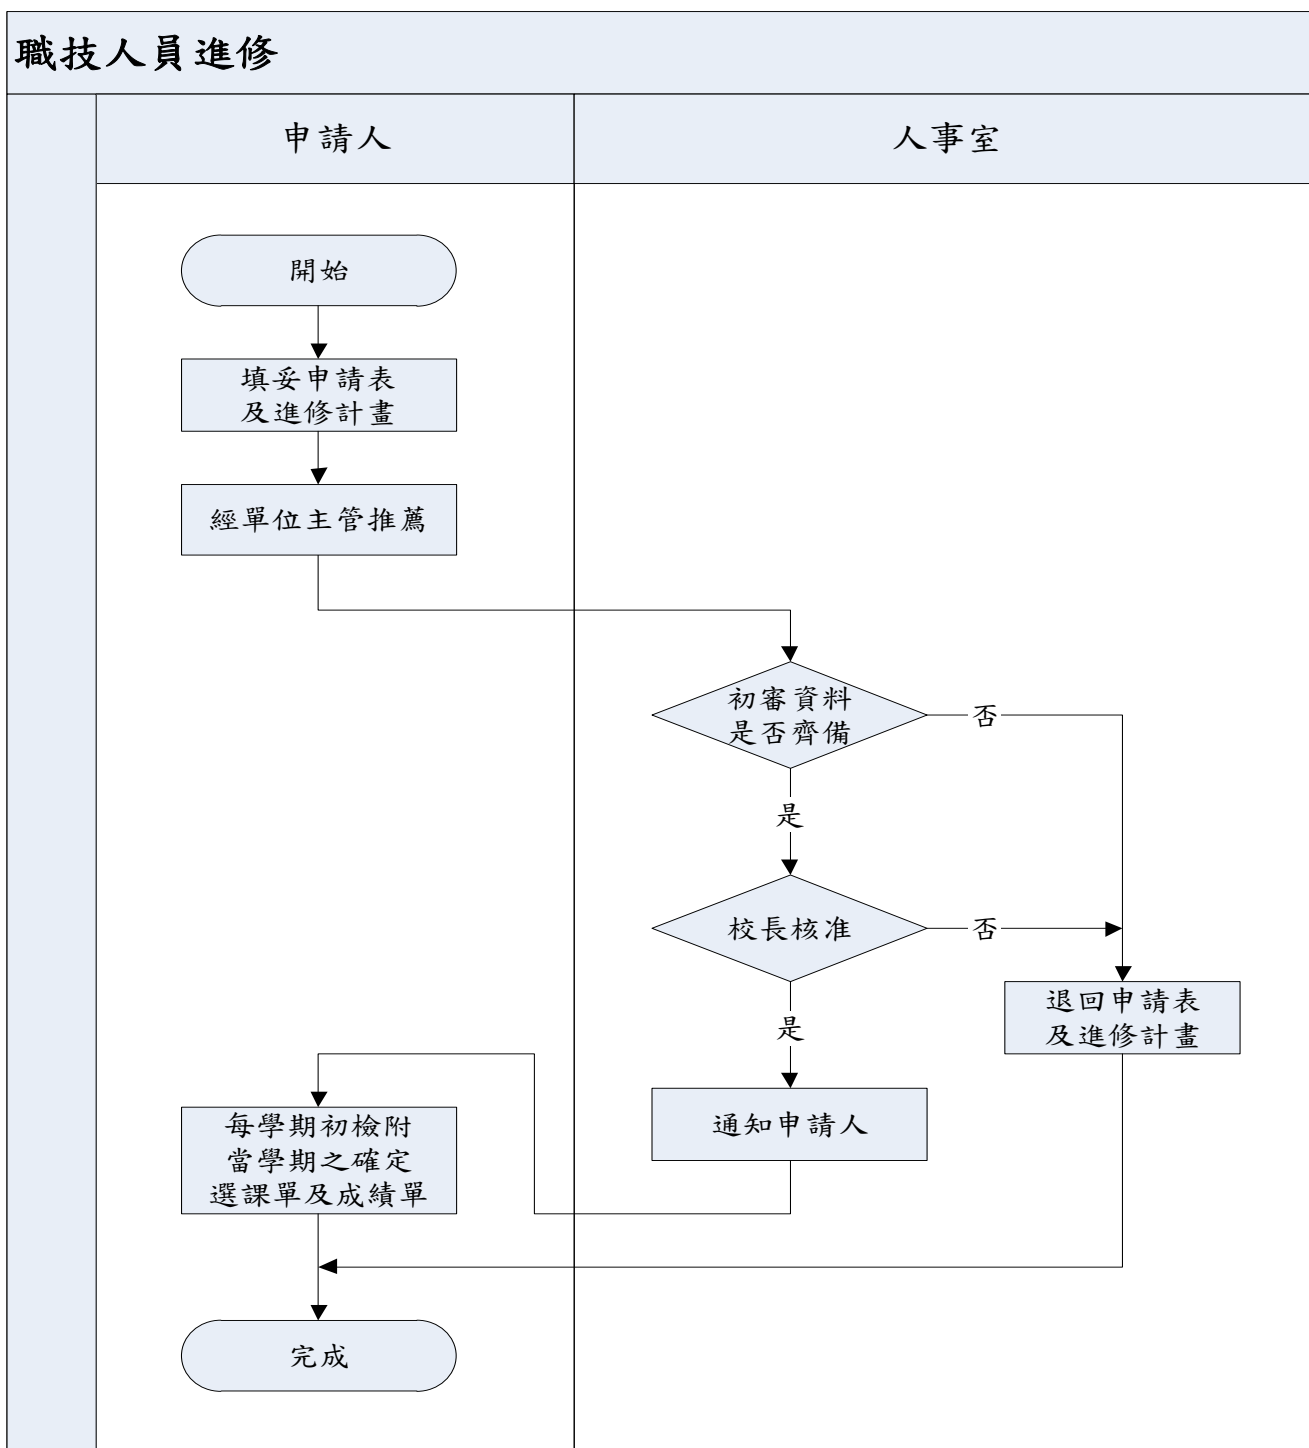 職技人員進修
申請人
人事室
開始
填妥申請表
及進修計畫
經單位主管推薦
初審資料
是否齊備
否
是
校長核准
否
退回申請表
及進修計畫
是
通知申請人
每學期初檢附
當學期之確定
選課單及成績單
完成